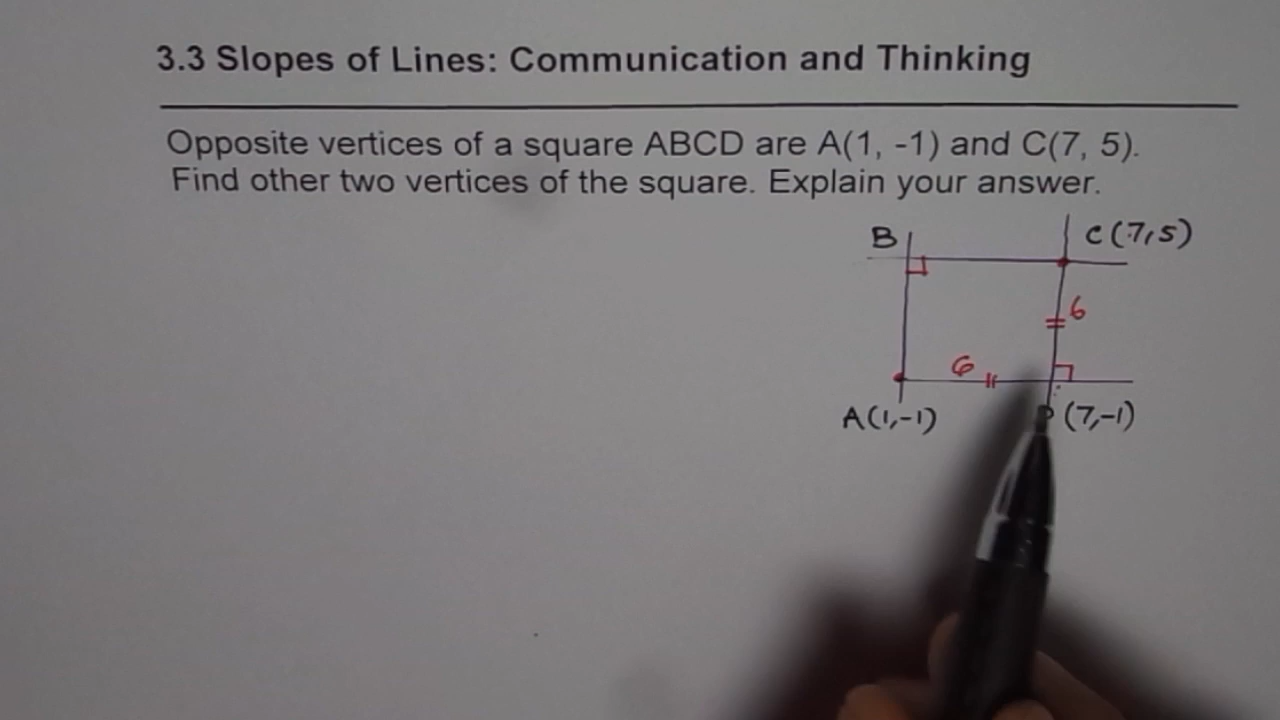 3.3 Slopes of Lines: Communication and Thinking
Opposite vertices of a square ABCD are A(1, -1) and C(7, 5).
Find other two vertices of the square. Explain your answer.
B C(7,5)
6
6
A(1,-1) (7,-1)